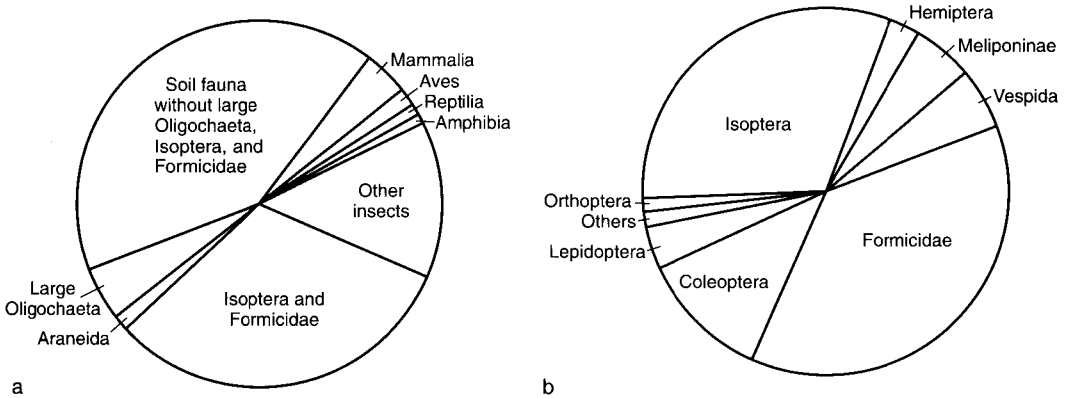 Soil fauna
without large
Oligochaeta,
Isoptera, and
Formicidae
Mammalia
Aves
Reptilia
Amphibia
Other
insects
Isoptera and
Formicidae
Large
Oligochaeta
Araneida
a
Hemiptera
Meliponinae
Vespida
Isoptera
Orthoptera
Others
Lepidoptera
Coleoptera
Formicidae
b